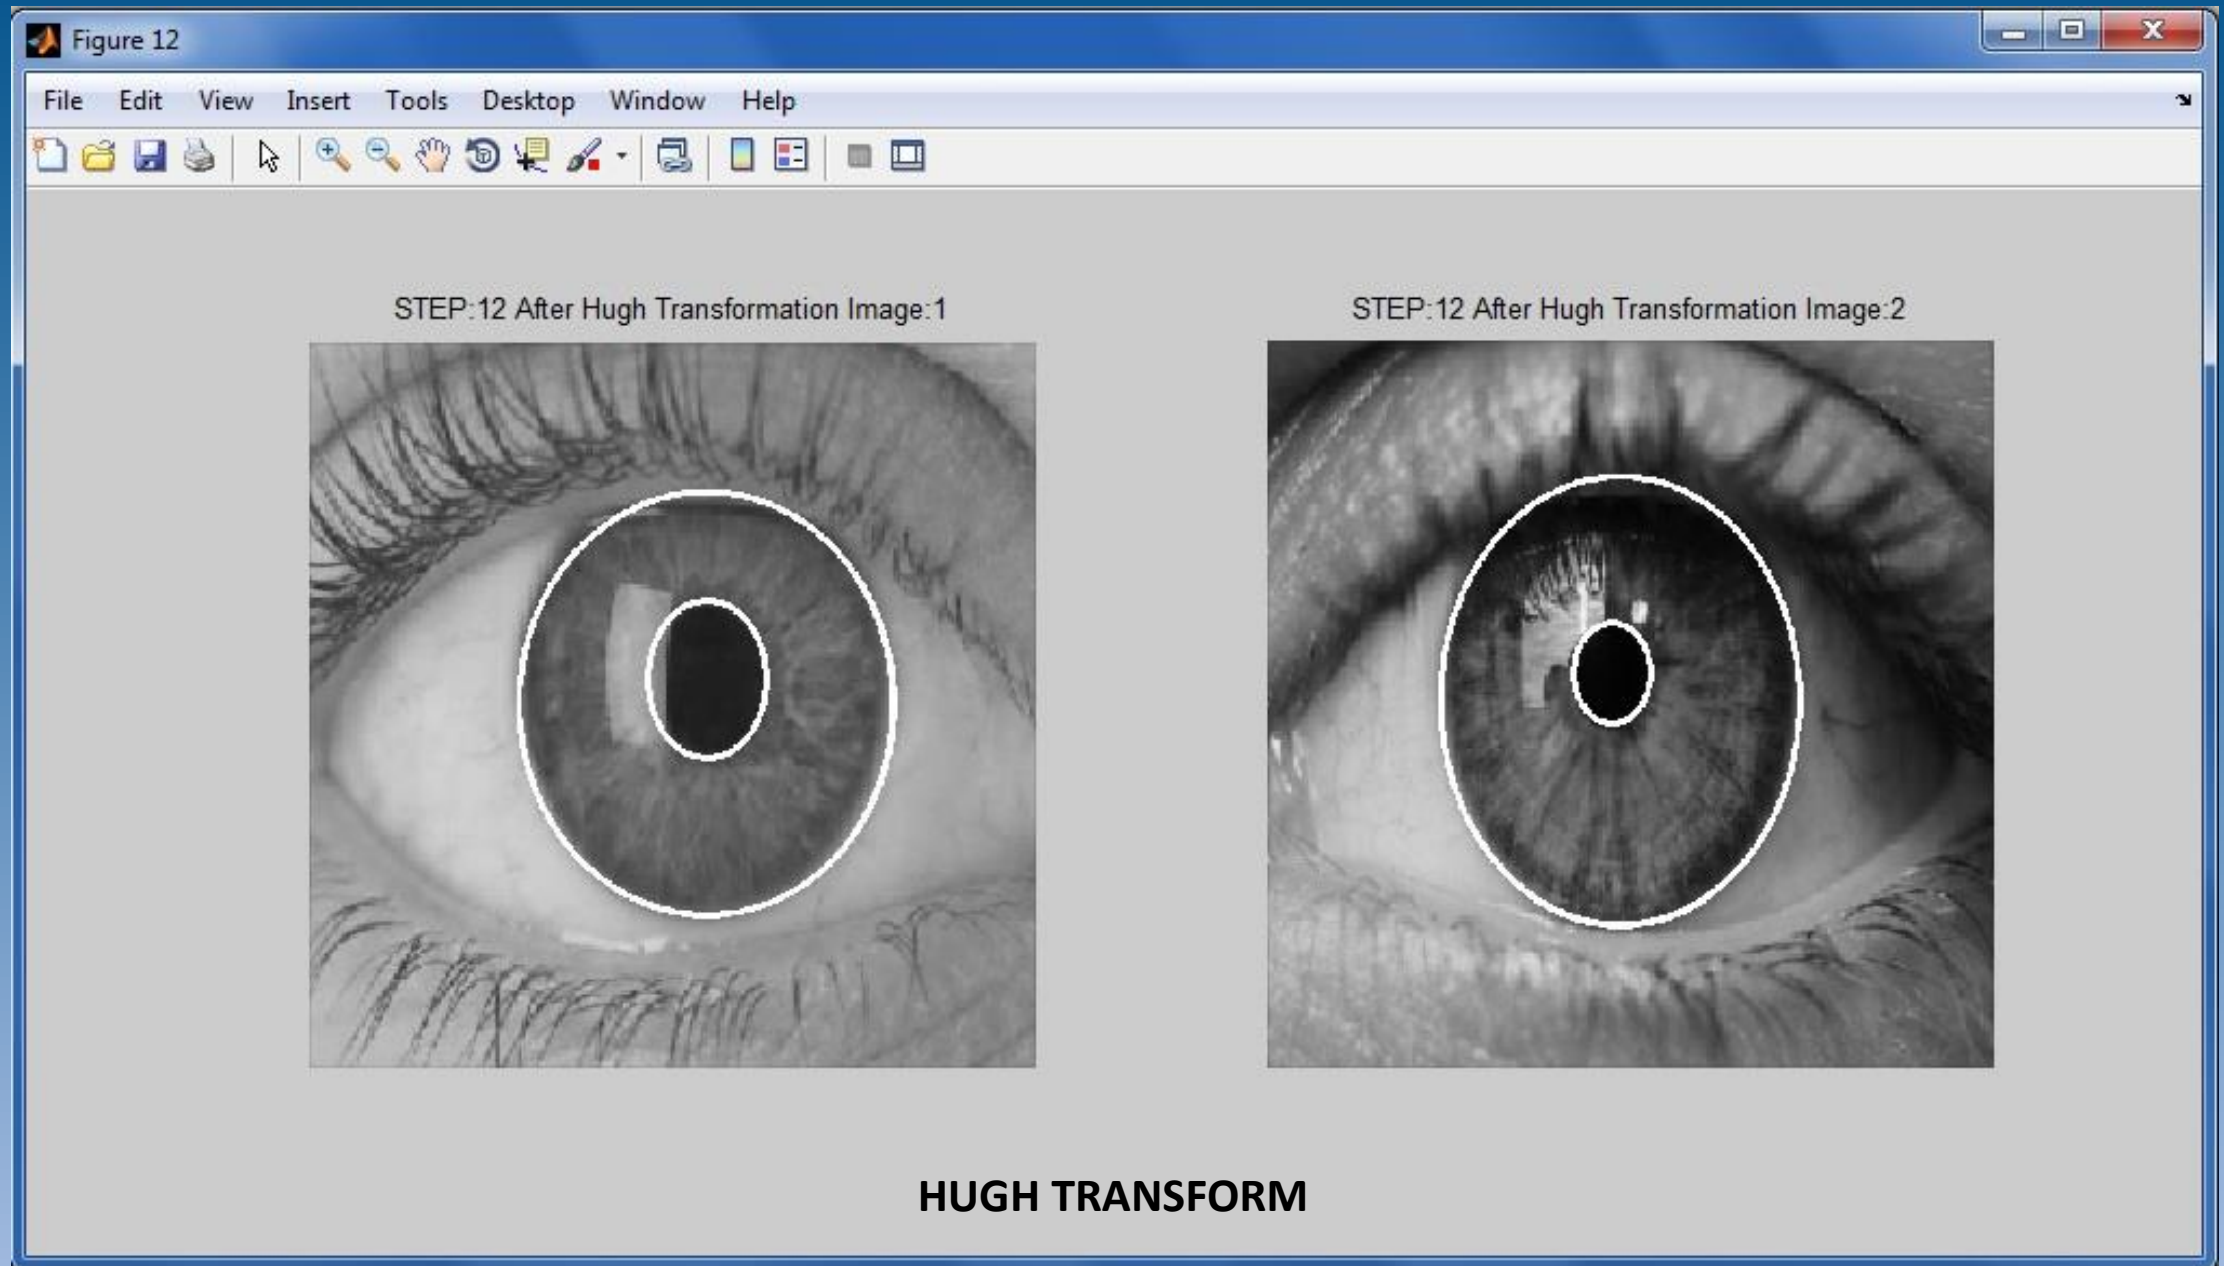 Figure 12
File Edit View Insert Tools Desktop Window Help
STEP:12 After Hugh Transformation Image:1
STEP:12 After Hugh Transformation Image:2
HUGH TRANSFORM